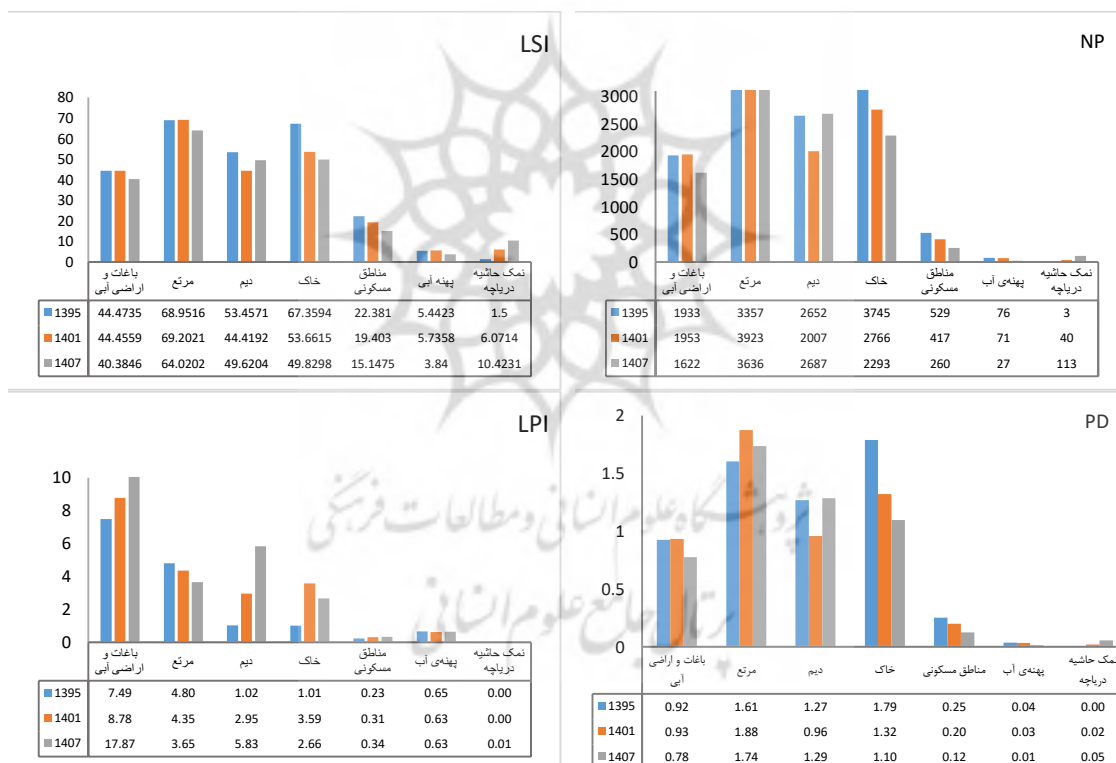 LSI
80
70
60
50
40
30
20
10
0
باغات و اراضی آبی مرتع دیم خاک مناطق مسکونی پهنه آبی نمک حاشیه دریاچه
1395 44.4735 68.9516 53.4571 67.3594 22.381 5.4423 1.5
1401 44.4559 69.2021 44.4192 53.6615 19.403 5.7358 6.0714
1407 40.3846 64.0202 49.6204 49.8298 15.1475 3.84 10.4231
NP
3000
2500
2000
1500
1000
500
0
باغات و اراضی آبی مرتع دیم خاک مناطق مسکونی پهنه‌ی آب نمک حاشیه دریاچه
1395 1933 3357 2652 3745 529 76 3
1401 1953 3923 2007 2766 417 71 40
1407 1622 3636 2687 2293 260 27 113
LPI
10
8
6
4
2
0
باغات و اراضی آبی مرتع دیم خاک مناطق مسکونی پهنه‌ی آب نمک حاشیه دریاچه
1395 7.49 4.80 1.02 1.01 0.23 0.65 0.00
1401 8.78 4.35 2.95 3.59 0.31 0.63 0.00
1407 17.87 3.65 5.83 2.66 0.34 0.63 0.01
PD
2
1.5
1
0.5
0
باغات و اراضی آبی مرتع دیم خاک مناطق مسکونی پهنه‌ی آب نمک حاشیه دریاچه
1395 0.92 1.61 1.27 1.79 0.25 0.04 0.00
1401 0.93 1.88 0.96 1.32 0.20 0.03 0.02
1407 0.78 1.74 1.29 1.10 0.12 0.01 0.05
پژوهشگاه علوم انسانی و مطالعات فرهنگی
پرتال جامع علوم انسانی